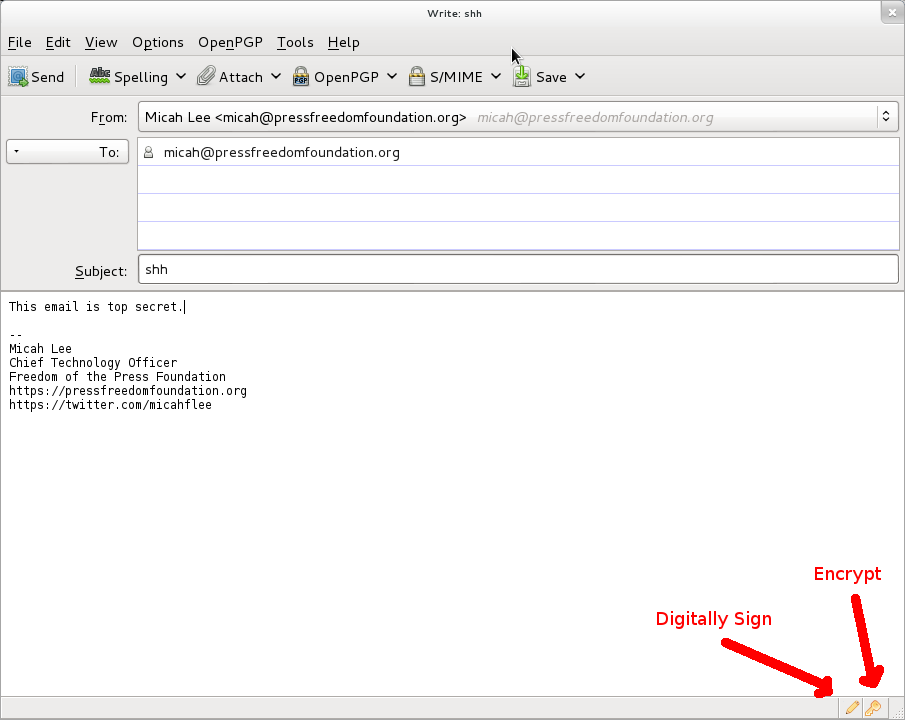 Write: shh
File Edit View Options OpenPGP Tools Help
Send Spelling Attach OpenPGP S/MIME Save
From: Micah Lee <micah@pressfreedomfoundation.org> micah@pressfreedomfoundation.org
To: micah@pressfreedomfoundation.org
Subject: shh
This email is top secret.
--
Micah Lee
Chief Technology Officer
Freedom of the Press Foundation
https://pressfreedomfoundation.org
https://twitter.com/micahflee
Encrypt
Digitally Sign